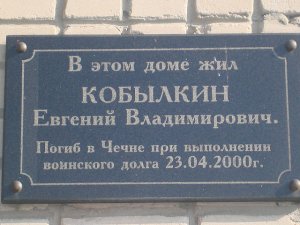 В этом доме жил
КОБЫЛКИН
Евгений Владимирович.
Погиб в Чечне при выполнении
воинского долга 23.04.2000г.